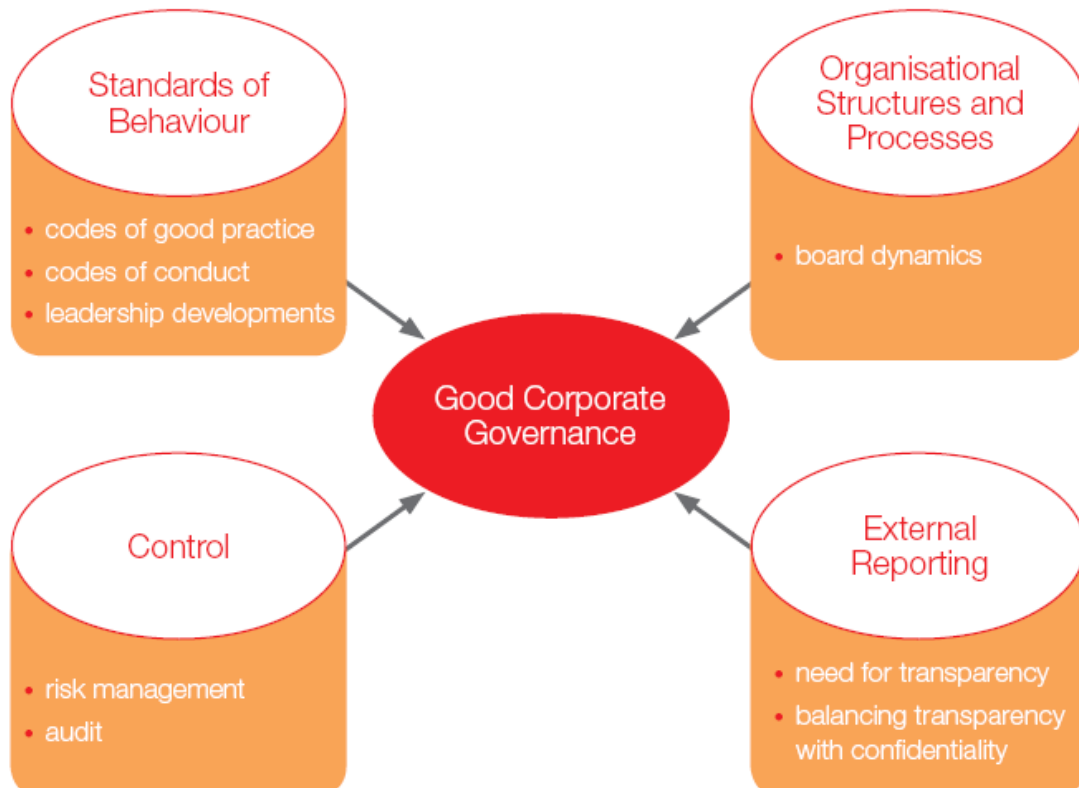 Standards of
Behaviour
• codes of good practice
• codes of conduct
• leadership developments
Organisational
Structures and
Processes
• board dynamics
Good Corporate
Governance
Control
• risk management
• audit
External
Reporting
• need for transparency
• balancing transparency
with confidentiality